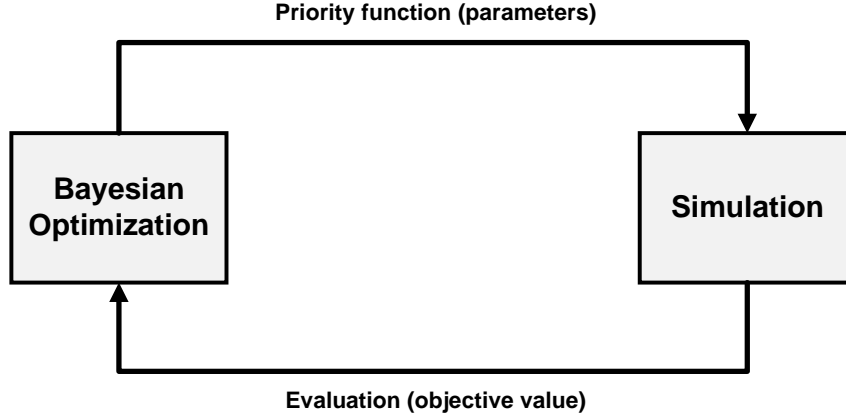 Priority function (parameters)
Bayesian
Optimization
Simulation
Evaluation (objective value)